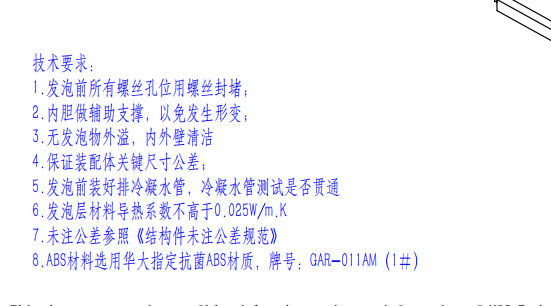 技术要求:
1.发泡前所有螺丝孔位用螺丝封堵;
2.内胆做辅助支撑，以免发生形变;
3.无发泡物外溢，内外壁清洁
4.保证装配体关键尺寸公差;
5.发泡前装好排冷凝水管，冷凝水管测试是否贯通
6.发泡层材料导热系数不高于0.025W/m.K
7.未注公差参照《结构件未注公差规范》
8.ABS材料选用华大指定抗菌ABS材质，牌号: GAR-011AM (1#)